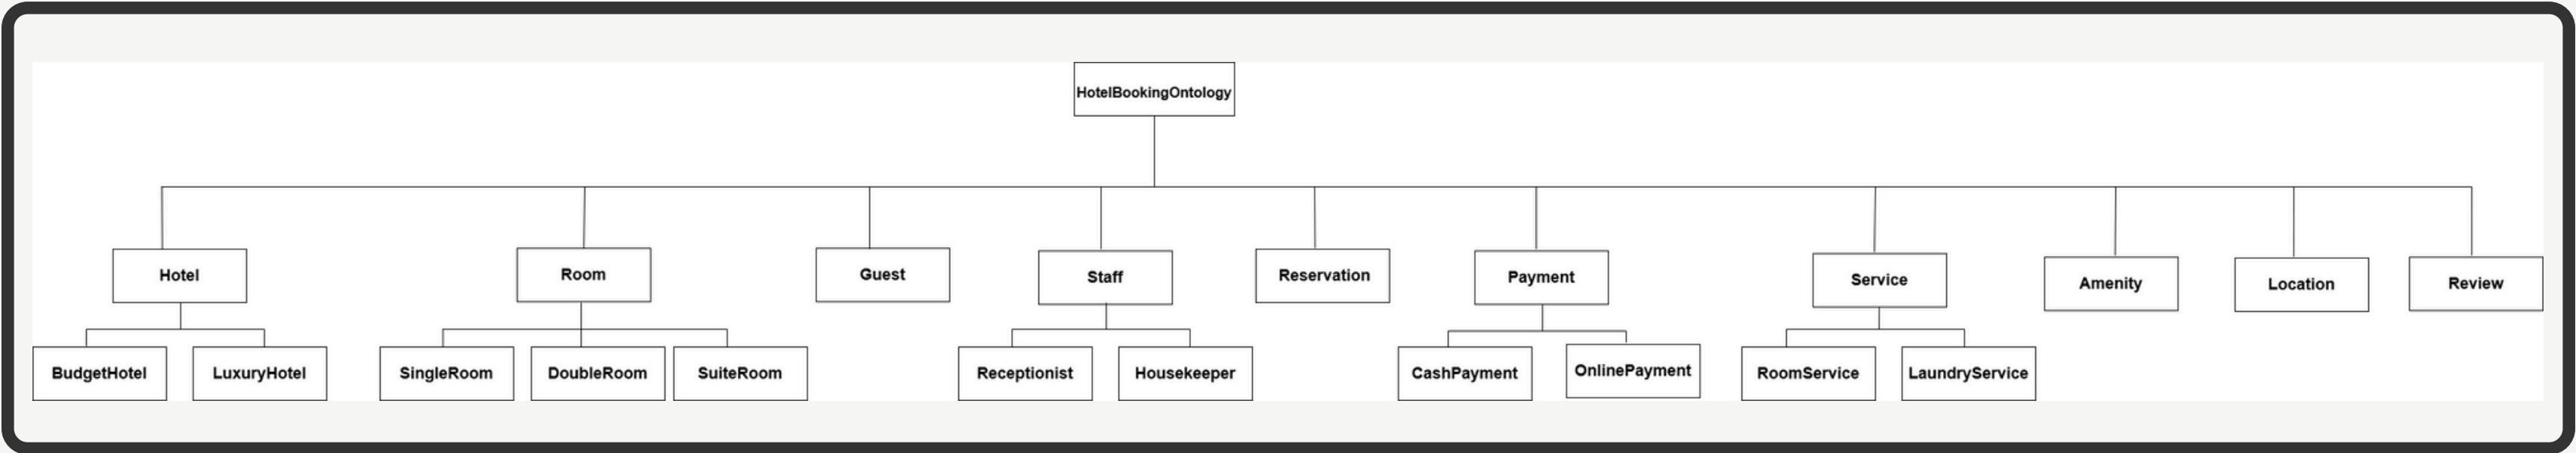 HotelBookingOntology
Hotel
Room
Guest
Staff
Reservation
Payment
Service
Amenity
Location
Review
BudgetHotel
LuxuryHotel
SingleRoom
DoubleRoom
SuiteRoom
Receptionist
Housekeeper
CashPayment
OnlinePayment
RoomService
LaundryService